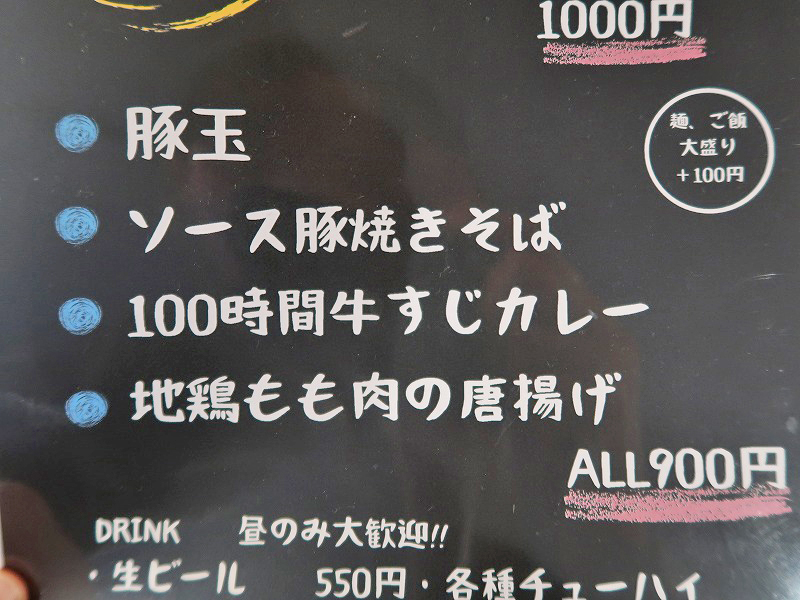 1000円
麺、ご飯
大盛り
+100円
豚玉
ソース豚焼きそば
100時間牛すじカレー
地鶏もも肉の唐揚げ
ALL900円
DRINK 昼のみ大歓迎!!
・生ビール 550円・各種チューハイ